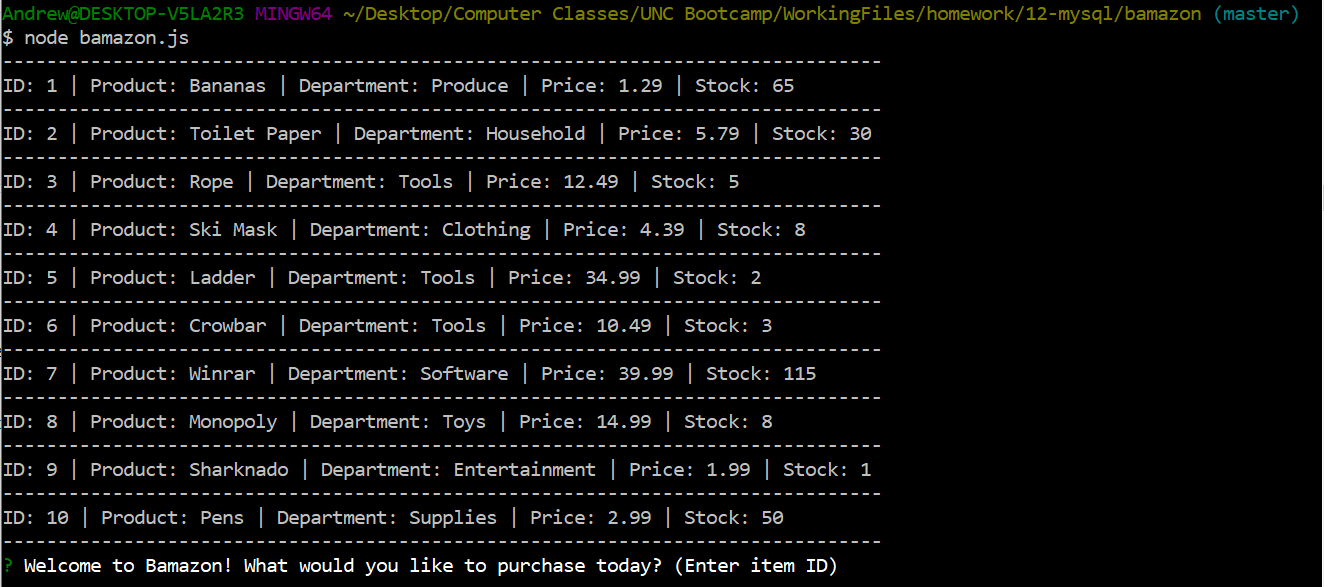 Andrew@DESKTOP-V5LA2R3 MINGW64 ~/Desktop/Computer Classes/UNC Bootcamp/WorkingFiles/homework/12-mysql/bamazon (master)
$ node bamazon.js
--------------------------------------------------------------------------------
ID: 1 | Product: Bananas | Department: Produce | Price: 1.29 | Stock: 65
--------------------------------------------------------------------------------
ID: 2 | Product: Toilet Paper | Department: Household | Price: 5.79 | Stock: 30
--------------------------------------------------------------------------------
ID: 3 | Product: Rope | Department: Tools | Price: 12.49 | Stock: 5
--------------------------------------------------------------------------------
ID: 4 | Product: Ski Mask | Department: Clothing | Price: 4.39 | Stock: 8
--------------------------------------------------------------------------------
ID: 5 | Product: Ladder | Department: Tools | Price: 34.99 | Stock: 2
--------------------------------------------------------------------------------
ID: 6 | Product: Crowbar | Department: Tools | Price: 10.49 | Stock: 3
--------------------------------------------------------------------------------
ID: 7 | Product: Winrar | Department: Software | Price: 39.99 | Stock: 115
--------------------------------------------------------------------------------
ID: 8 | Product: Monopoly | Department: Toys | Price: 14.99 | Stock: 8
--------------------------------------------------------------------------------
ID: 9 | Product: Sharknado | Department: Entertainment | Price: 1.99 | Stock: 1
--------------------------------------------------------------------------------
ID: 10 | Product: Pens | Department: Supplies | Price: 2.99 | Stock: 50
--------------------------------------------------------------------------------
? Welcome to Bamazon! What would you like to purchase today? (Enter item ID)